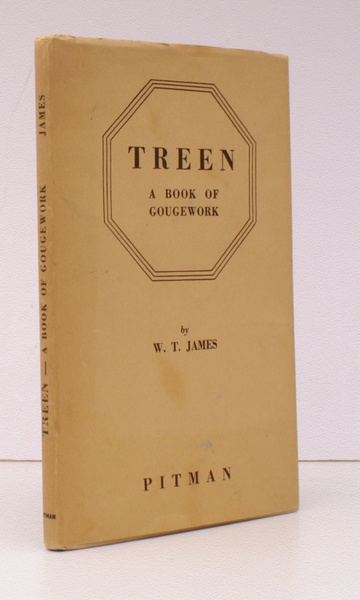 TREEN
A BOOK OF
GOUGEWORK
by
W. T. JAMES
PITMAN
TREEN — A BOOK OF GOUGEWORK JAMES